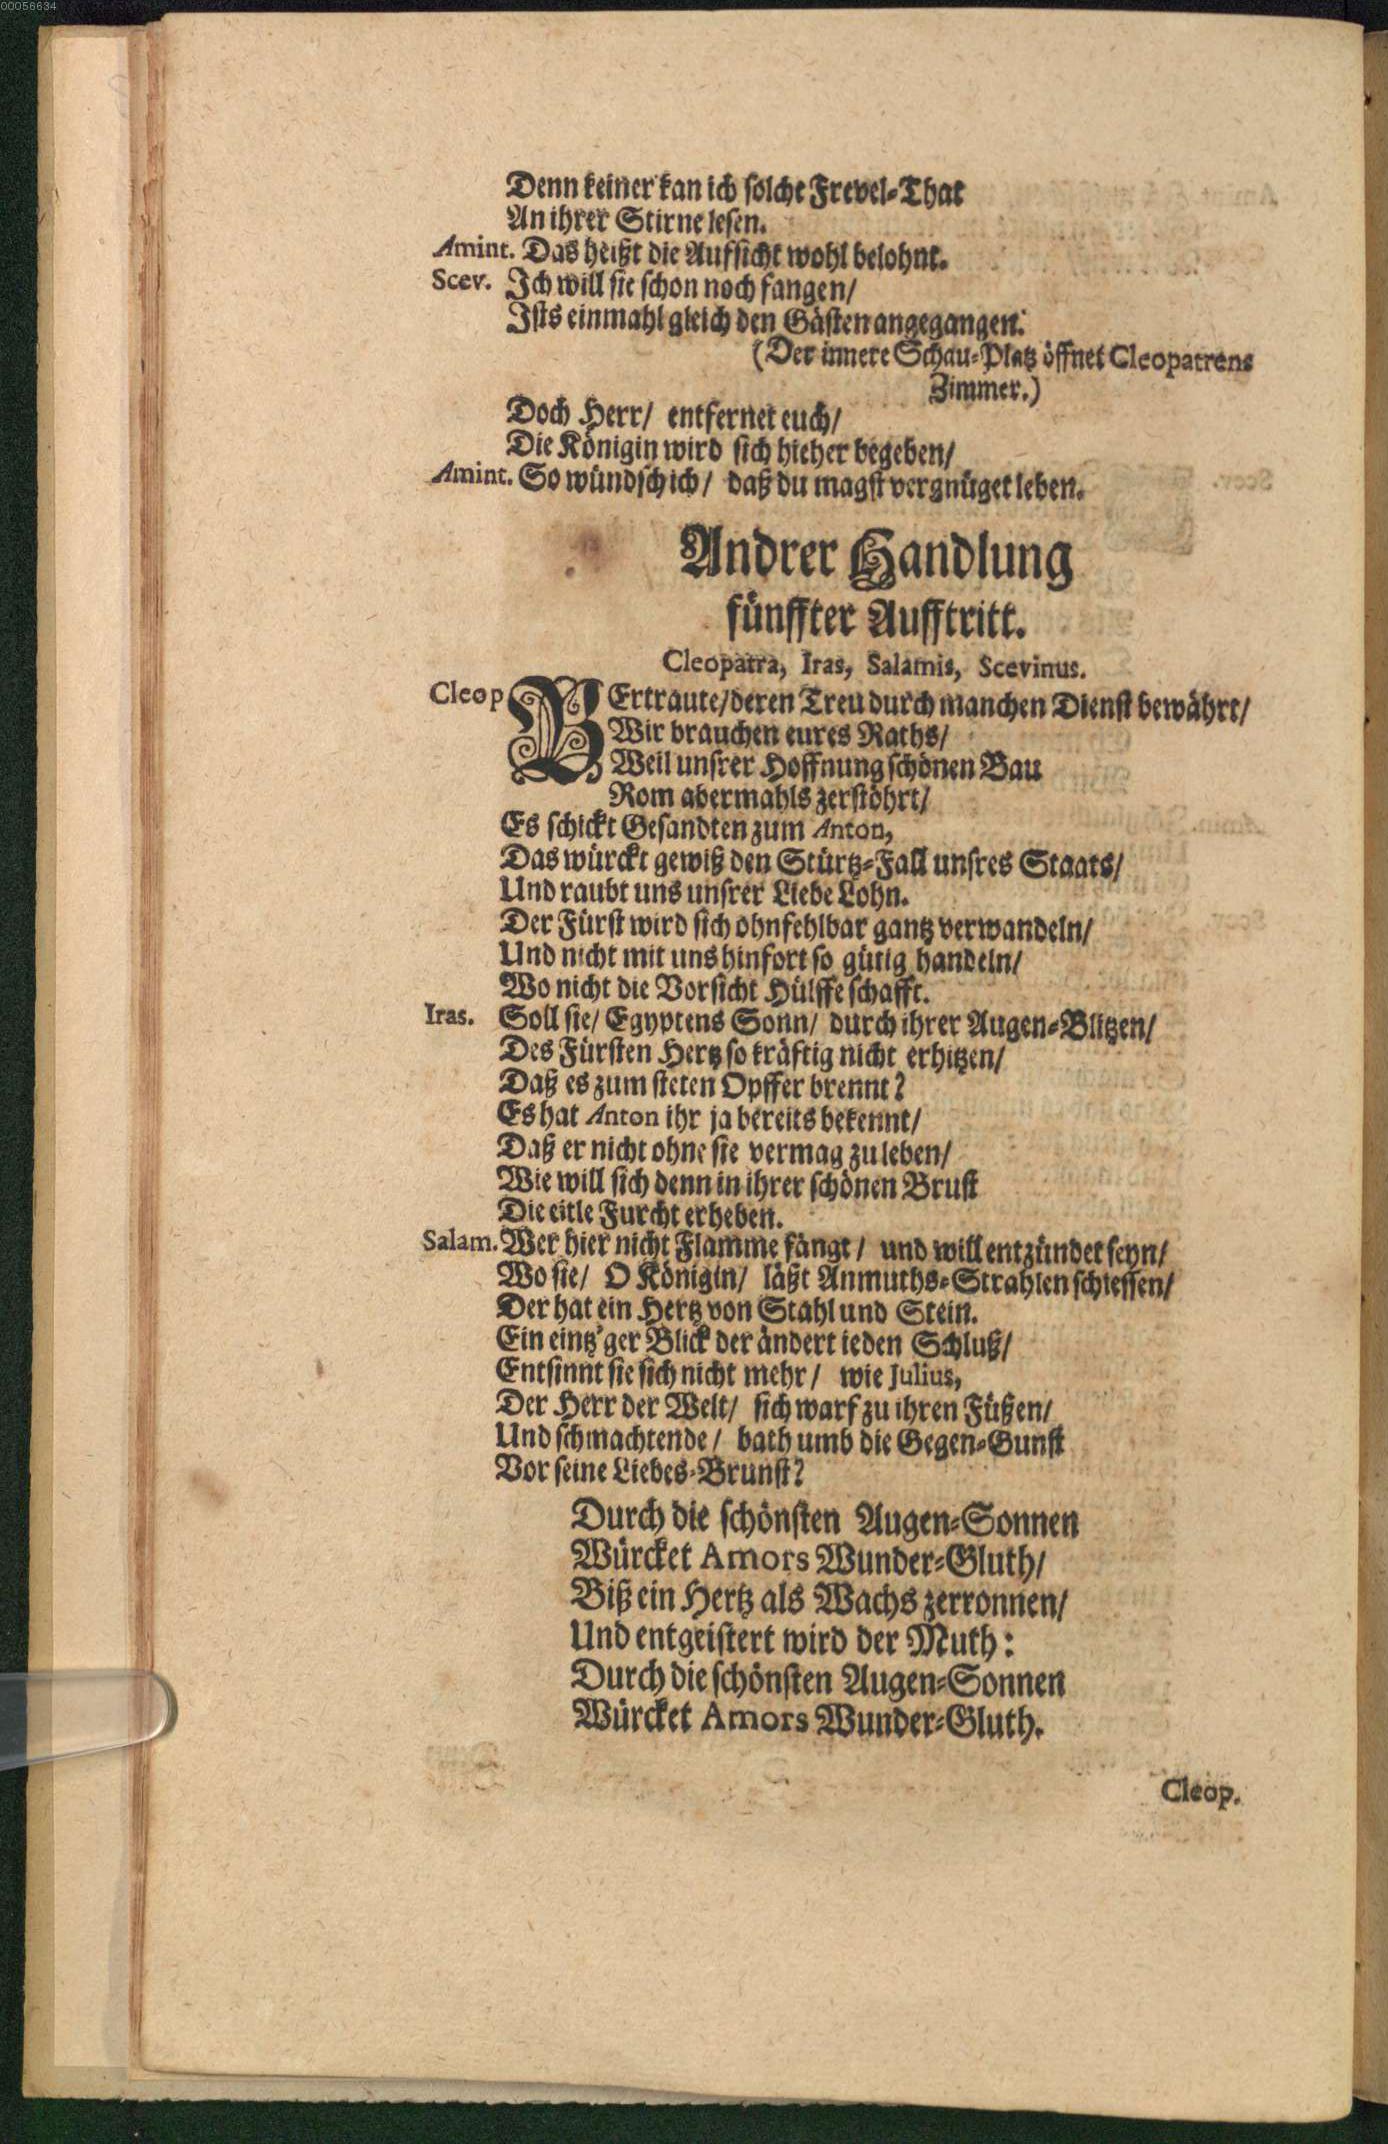 00056634
Denn keiner kan ich solche Frevel-That
An ihrer Stirne lesen.
Amint. Das heißt die Aufsicht wohl belohnt.
Scev. Ich will sie schon noch fangen/
Ists einmahl gleich den Gästen angegangen.
(Der innere Schau-Platz öffnet Cleopatrens
Zimmer.)
Doch Herr/ entfernet euch/
Die Königin wird sich hieher begeben/
Amint. So wündsch ich/ daß du magst vergnüget leben.
Andrer Handlung
fünffter Aufftritt.
Cleopatra, Iras, Salamis, Scevinus.
Cleop VErtraute/deren Treu durch manchen Dienst bewährt/
Wir brauchen eures Raths/
Weil unsrer Hoffnung schönen Bau
Rom abermahls zerstöhrt/
Es schickt Gesandten zum Anton,
Das würckt gewiß den Stürtz-Fall unsres Staats/
Und raubt uns unsrer Liebe Lohn.
Der Fürst wird sich ohnfehlbar gantz verwandeln/
Und nicht mit uns hinfort so gütig handeln/
Wo nicht die Vorsicht Hülffe schafft.
Iras. Soll sie/ Egyptens Sonn/ durch ihrer Augen-Blitzen/
Des Fürsten Hertz so kräftig nicht erhitzen/
Daß es zum steten Opffer brennt?
Es hat Anton ihr ja bereits bekennt/
Daß er nicht ohne sie vermag zu leben/
Wie will sich denn in ihrer schönen Brust
Die eitle Furcht erheben.
Salam. Wer hier nicht Flamme fängt/ und will entzündet seyn/
Wo sie/ O Königin/ läßt Anmuths-Strahlen schiessen/
Der hat ein Hertz von Stahl und Stein.
Ein eintz'ger Blick der ändert ieden Schluß/
Entsinnt sie sich nicht mehr/ wie Julius,
Der Herr der Welt/ sich warf zu ihren Füßen/
Und schmachtende/ bath umb die Gegen-Gunst
Vor seine Liebes-Brunst?
Durch die schönsten Augen-Sonnen
Würcket Amors Wunder-Gluth/
Biß ein Hertz als Wachs zerronnen/
Und entgeistert wird der Muth:
Durch die schönsten Augen-Sonnen
Würcket Amors Wunder-Gluth.
Cleop.